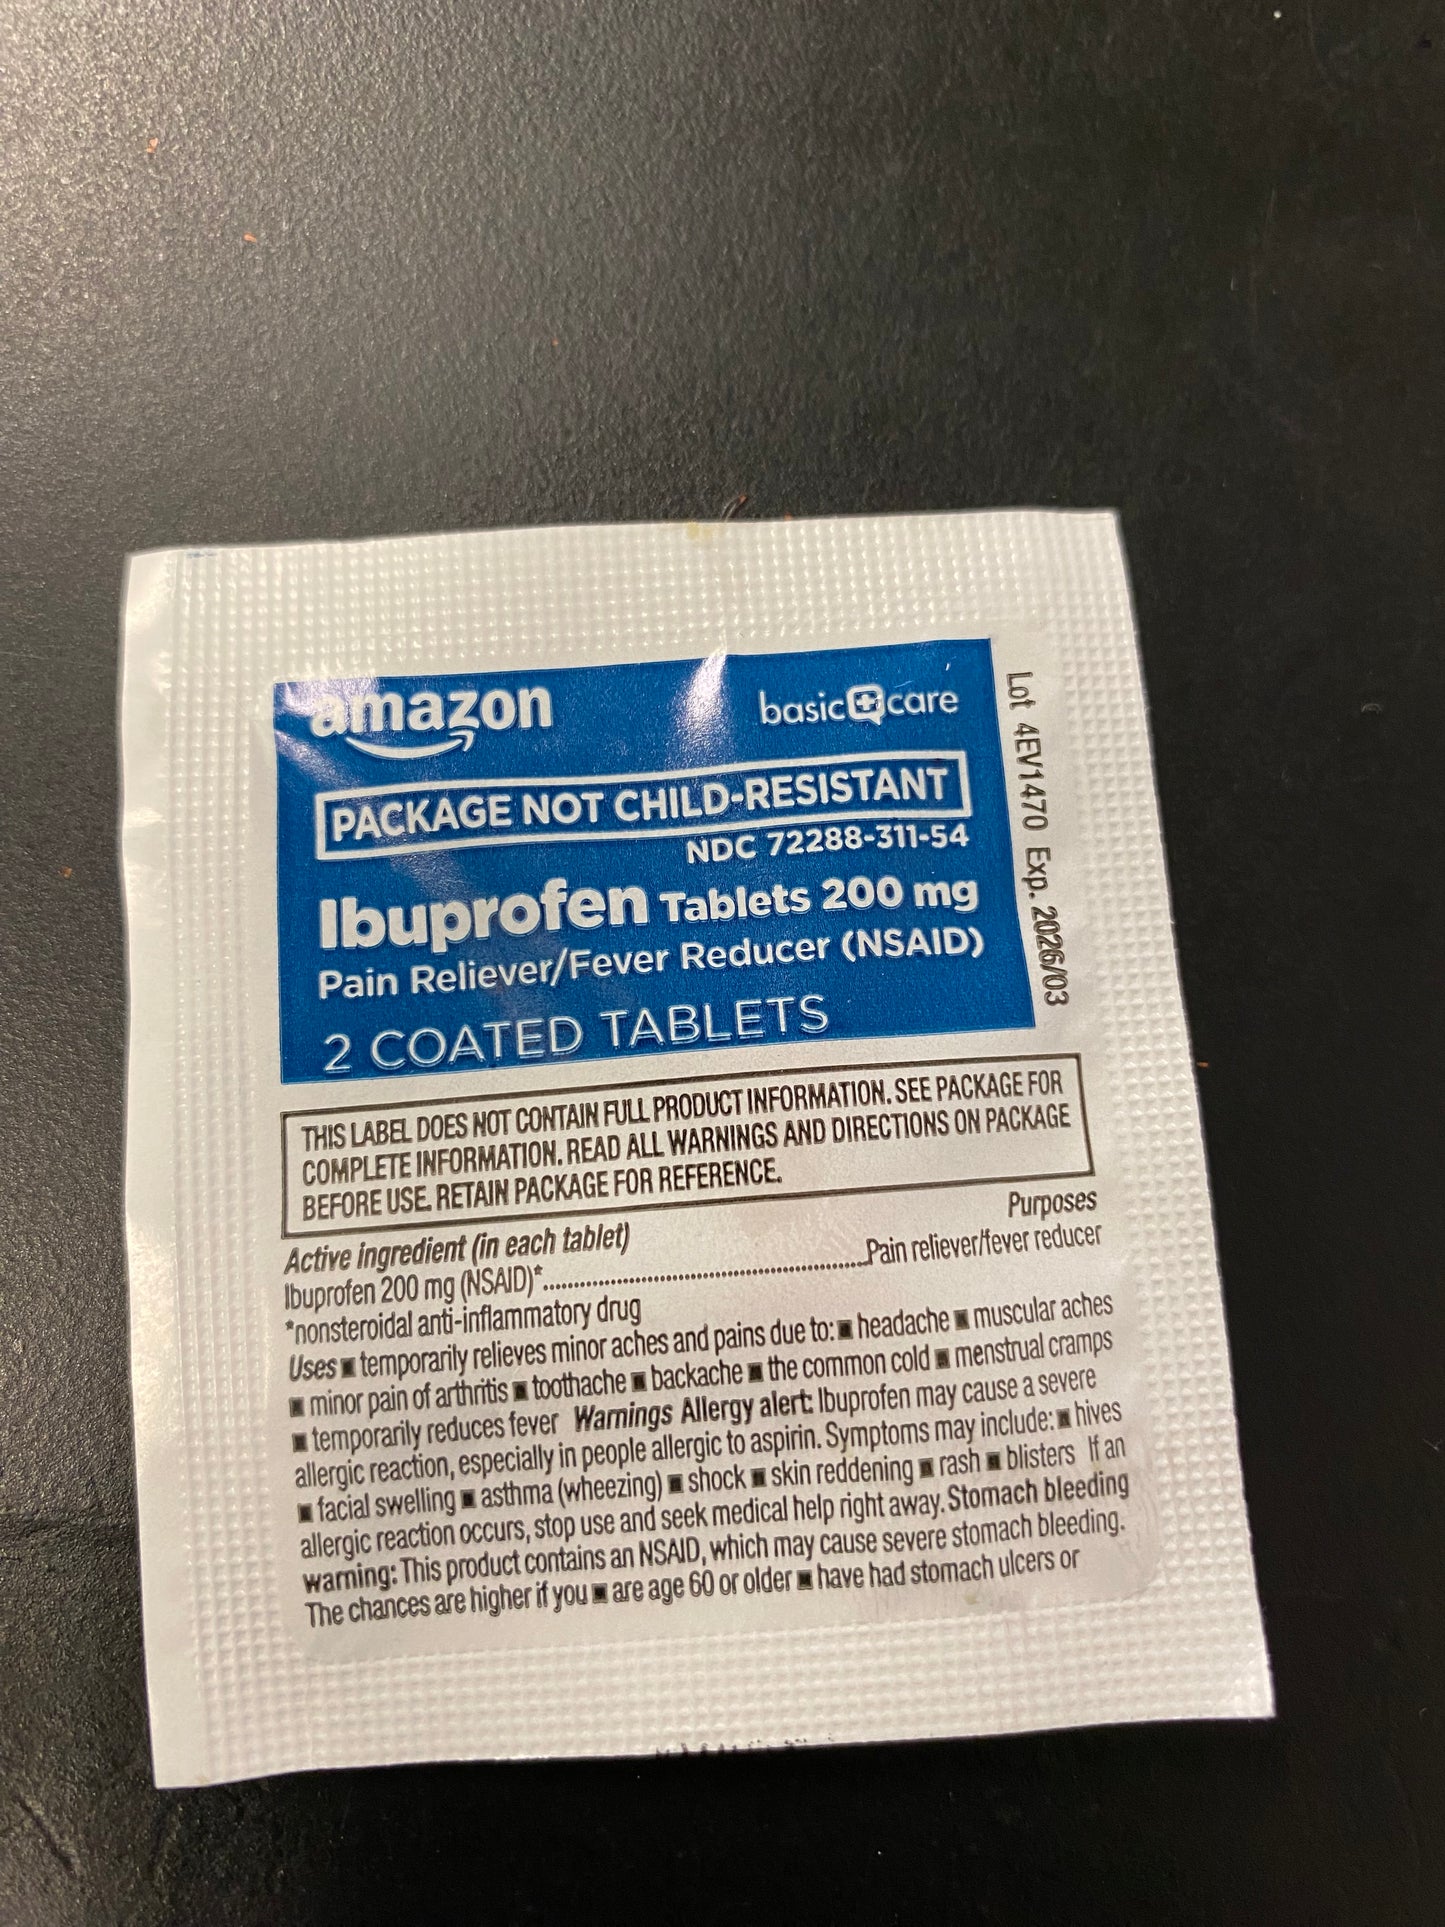 amazon
basic care
PACKAGE NOT CHILD-RESISTANT
NDC 72288-311-54
Ibuprofen Tablets 200 mg
Pain Reliever/Fever Reducer (NSAID)
2 COATED TABLETS
Lot 4EV1470 Exp. 2026/03
THIS LABEL DOES NOT CONTAIN FULL PRODUCT INFORMATION. SEE PACKAGE FOR
COMPLETE INFORMATION. READ ALL WARNINGS AND DIRECTIONS ON PACKAGE
BEFORE USE. RETAIN PACKAGE FOR REFERENCE.
Active ingredient (in each tablet) Purposes
Ibuprofen 200 mg (NSAID)*..............................Pain reliever/fever reducer
*nonsteroidal anti-inflammatory drug
Uses ■ temporarily relieves minor aches and pains due to: ■ headache ■ muscular aches
■ minor pain of arthritis ■ toothache ■ backache ■ the common cold ■ menstrual cramps
■ temporarily reduces fever Warnings Allergy alert: Ibuprofen may cause a severe
allergic reaction, especially in people allergic to aspirin. Symptoms may include: ■ hives
■ facial swelling ■ asthma (wheezing) ■ shock ■ skin reddening ■ rash ■ blisters If an
allergic reaction occurs, stop use and seek medical help right away. Stomach bleeding
warning: This product contains an NSAID, which may cause severe stomach bleeding.
The chances are higher if you ■ are age 60 or older ■ have had stomach ulcers or